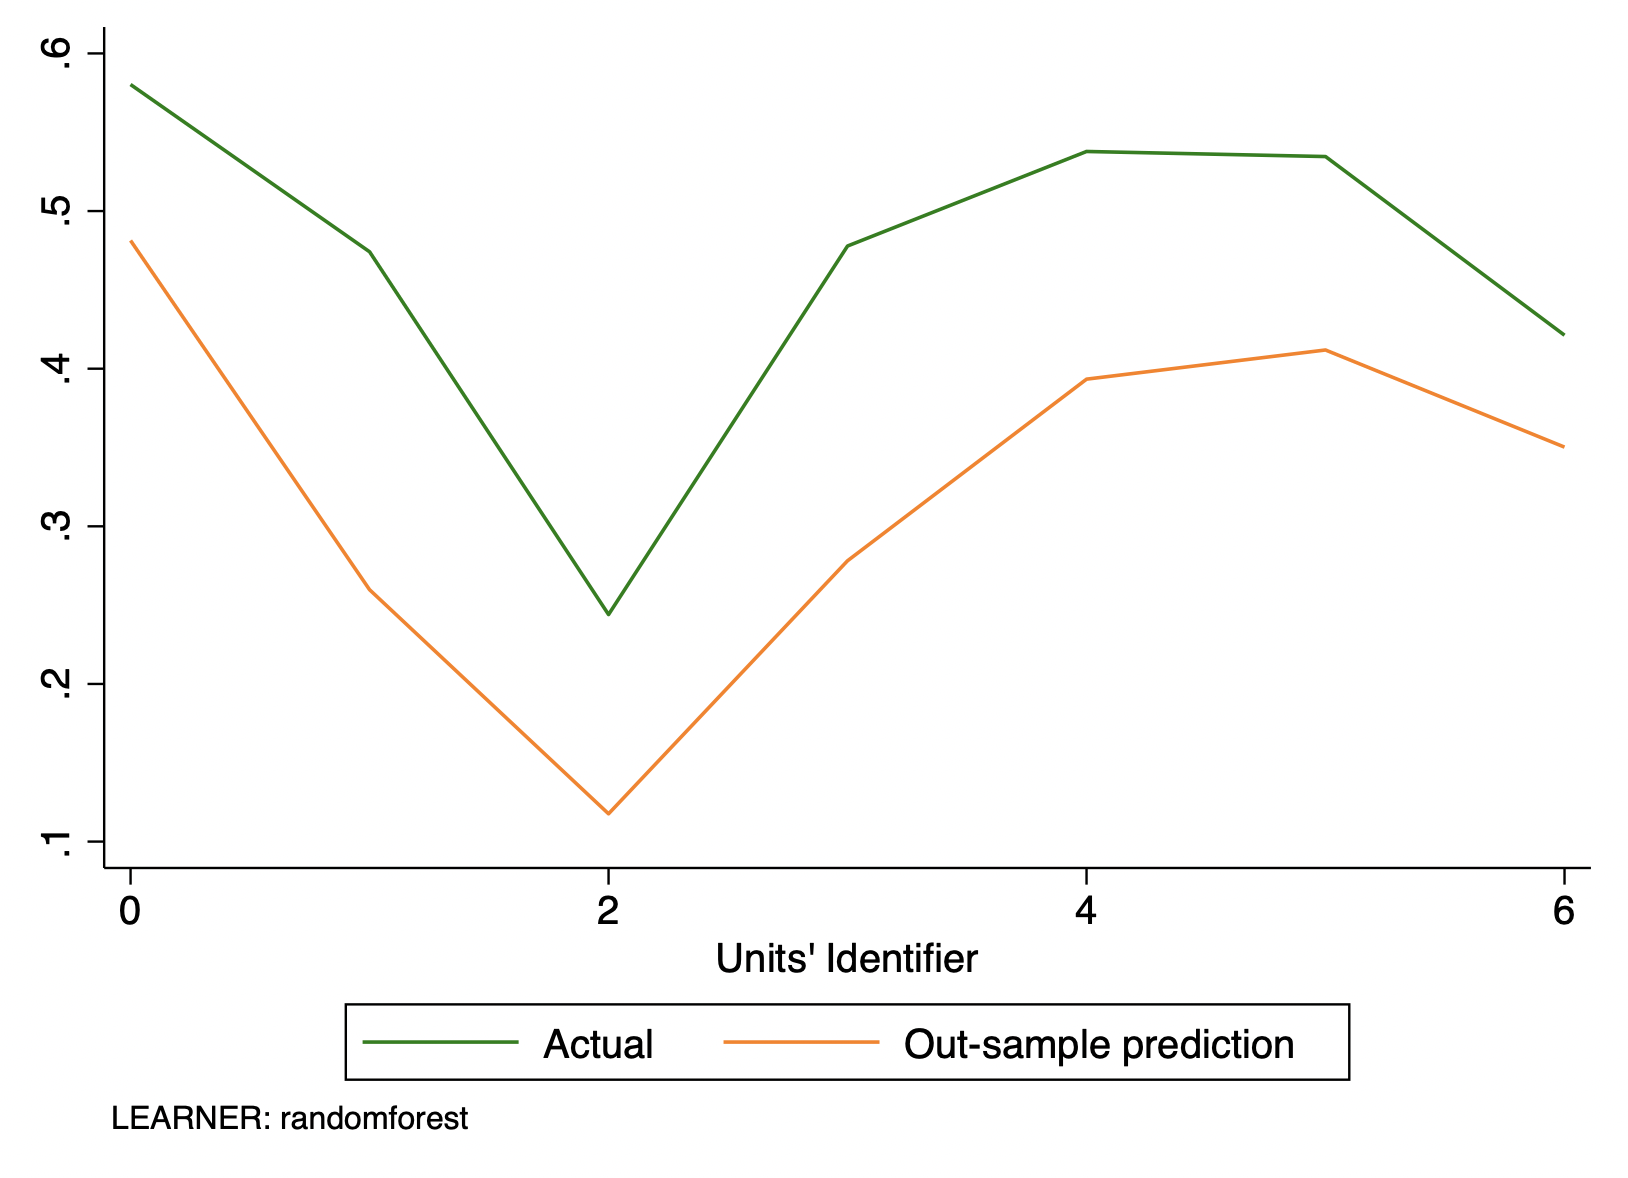 .6
.5
.4
.3
.2
.1
0 2 4 6
Units' Identifier
Actual Out-sample prediction
LEARNER: randomforest